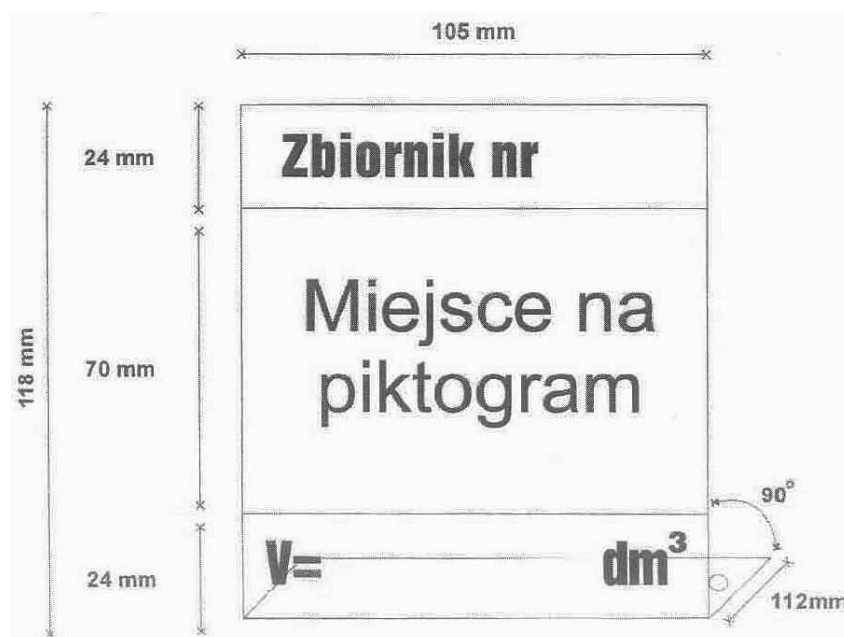 105 mm
24 mm
Zbiornik nr
118 mm
70 mm
Miejsce na
piktogram
90°
24 mm
V= dm³
112mm